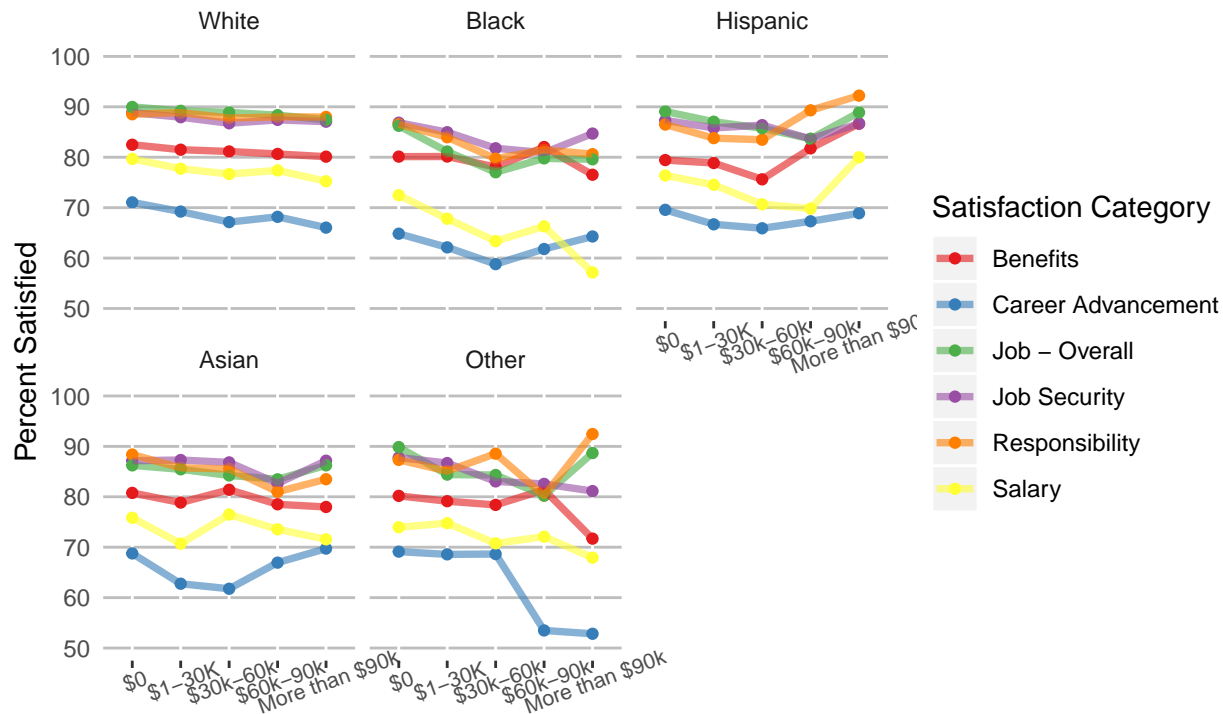 White Black Hispanic
100
90
80
70
60
50
$0 $1–30K $30k–60k $60k–90k More than $90
Asian Other
100
90
80
70
60
50
$0 $1–30K $30k–60k $60k–90k More than $90k
$0 $1–30K $30k–60k $60k–90k More than $90k
Percent Satisfied
Satisfaction Category
Benefits
Career Advancement
Job – Overall
Job Security
Responsibility
Salary